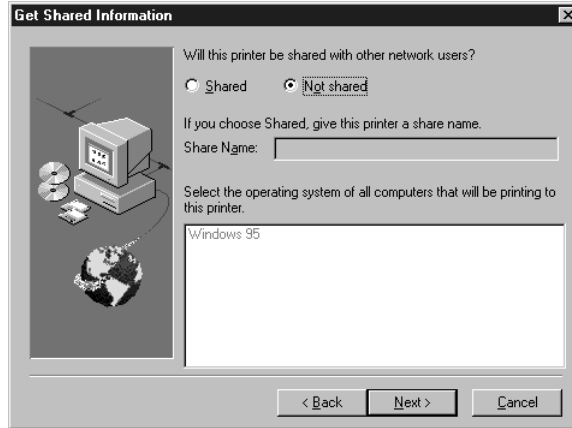 Get Shared Information
Will this printer be shared with other network users?
Shared Not shared
If you choose Shared, give this printer a share name.
Share Name:
Select the operating system of all computers that will be printing to
this printer.
Windows 95
< Back Next > Cancel